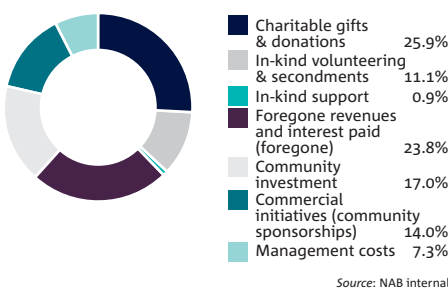 Charitable gifts
& donations 25.9%
In-kind volunteering
& secondments 11.1%
In-kind support 0.9%
Foregone revenues
and interest paid
(foregone) 23.8%
Community
investment 17.0%
Commercial
initiatives (community
sponsorships) 14.0%
Management costs 7.3%
Source: NAB internal